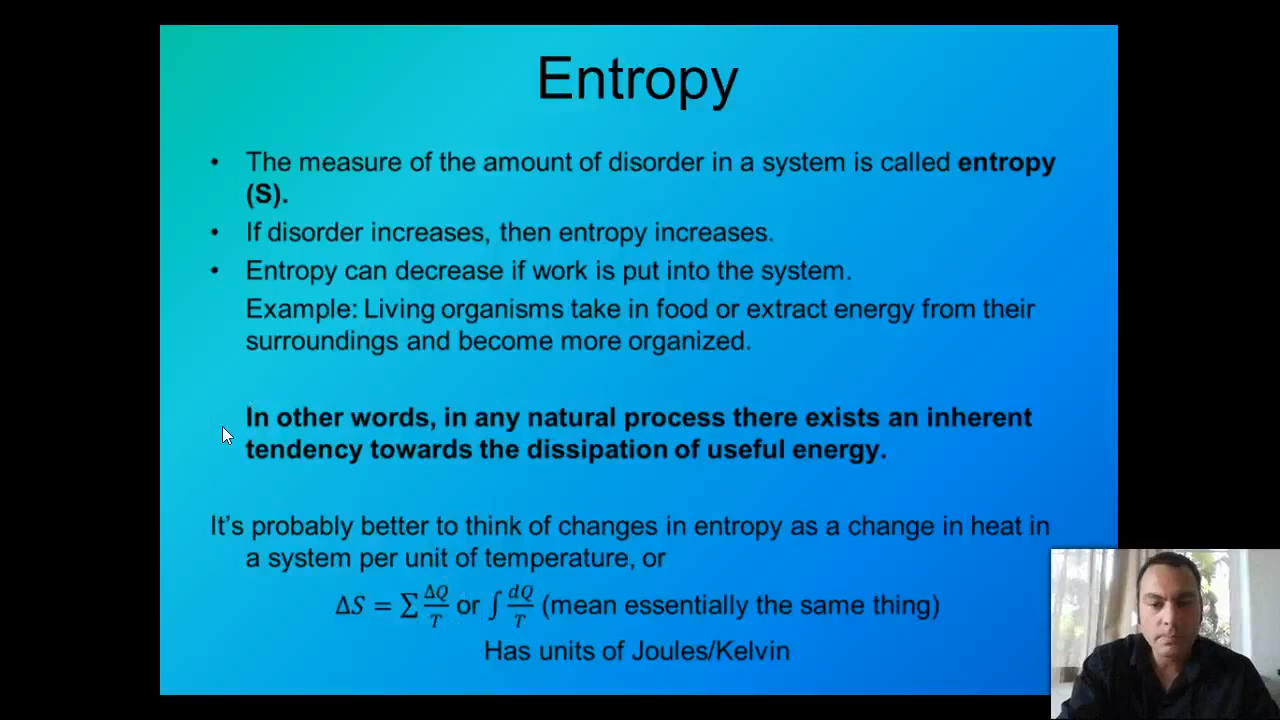 Entropy
• The measure of the amount of disorder in a system is called entropy
(S).
• If disorder increases, then entropy increases.
• Entropy can decrease if work is put into the system.
Example: Living organisms take in food or extract energy from their
surroundings and become more organized.
In other words, in any natural process there exists an inherent
tendency towards the dissipation of useful energy.
It's probably better to think of changes in entropy as a change in heat in
a system per unit of temperature, or
ΔS = ∑ ΔQ/T or ∫ dQ/T (mean essentially the same thing)
Has units of Joules/Kelvin